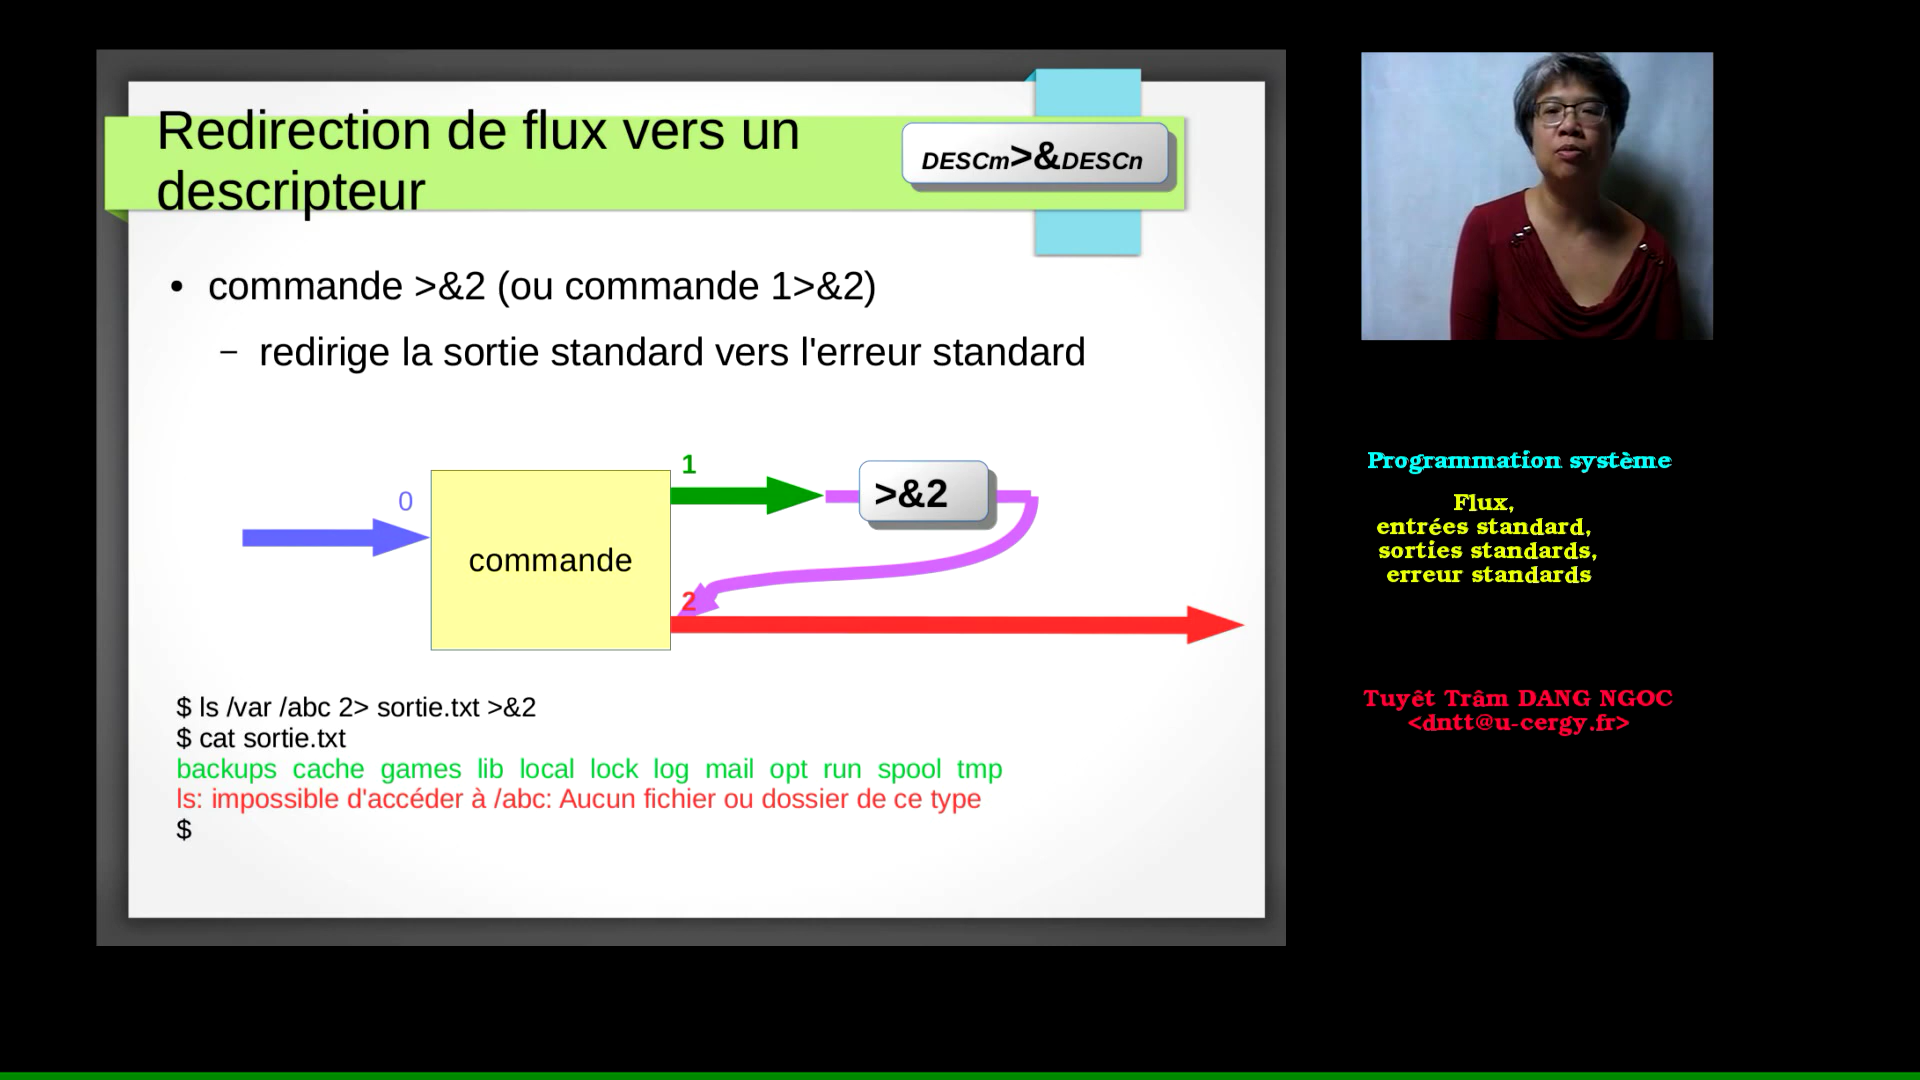 Redirection de flux vers un
descripteur
DESCm>&DESCn
• commande >&2 (ou commande 1>&2)
– redirige la sortie standard vers l'erreur standard
1
0
>&2
commande
2
$ ls /var /abc 2> sortie.txt >&2
$ cat sortie.txt
backups cache games lib local lock log mail opt run spool tmp
ls: impossible d'accéder à /abc: Aucun fichier ou dossier de ce type
$
Programmation système
Flux,
entrées standard,
sorties standards,
erreur standards
Tuyêt Trâm DANG NGOC
<dntt@u-cergy.fr>